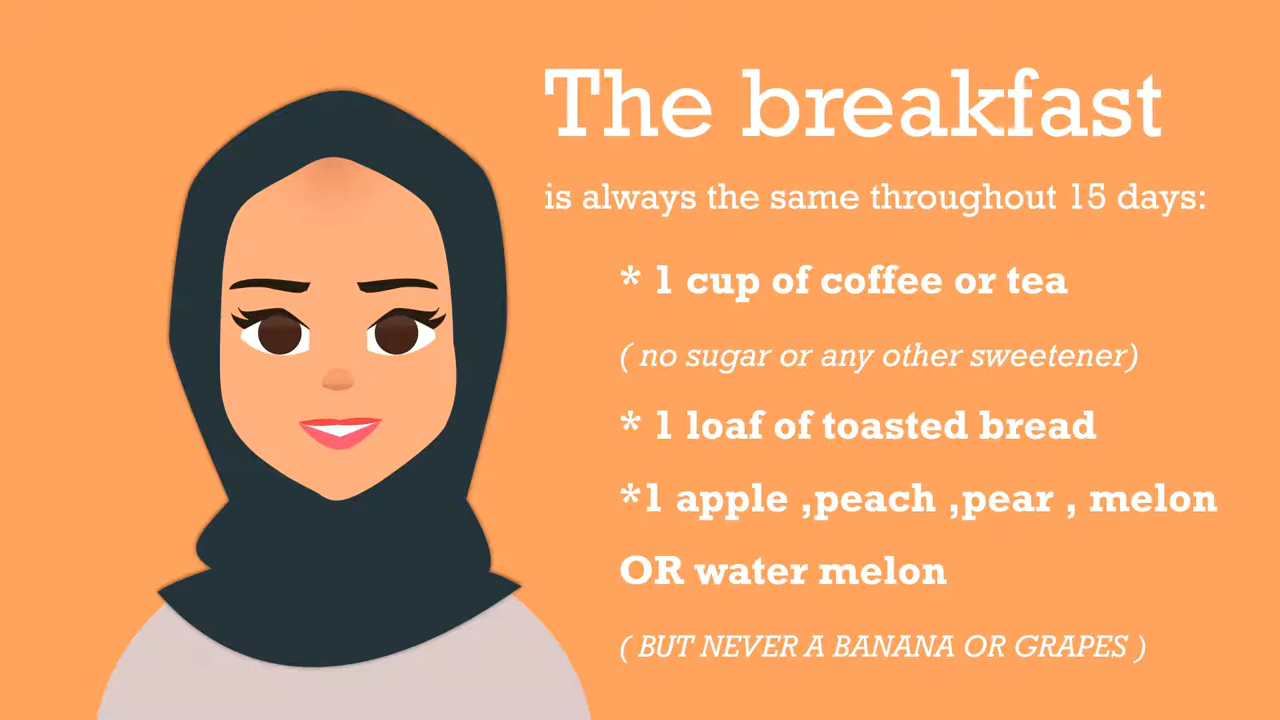 The breakfast
is always the same throughout 15 days:
* 1 cup of coffee or tea
( no sugar or any other sweetener)
* 1 loaf of toasted bread
*1 apple ,peach ,pear , melon
OR water melon
( BUT NEVER A BANANA OR GRAPES )